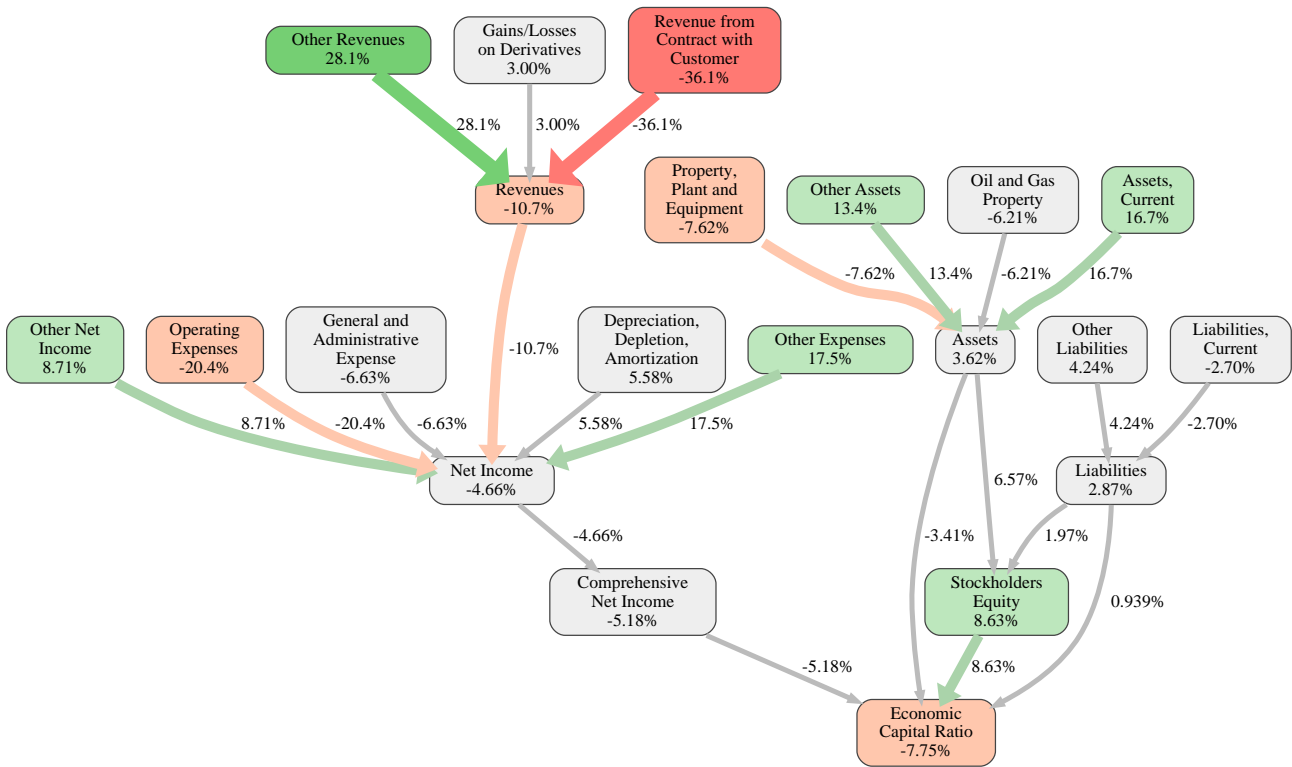 Other Revenues
28.1%
Gains/Losses
on Derivatives
3.00%
Revenue from
Contract with
Customer
-36.1%
28.1%
3.00%
-36.1%
Revenues
-10.7%
Property,
Plant and
Equipment
-7.62%
Other Assets
13.4%
Oil and Gas
Property
-6.21%
Assets,
Current
16.7%
-7.62%
13.4%
-6.21%
16.7%
Other Net
Income
8.71%
Operating
Expenses
-20.4%
General and
Administrative
Expense
-6.63%
-10.7%
Depreciation,
Depletion,
Amortization
5.58%
Other Expenses
17.5%
Assets
3.62%
Other
Liabilities
4.24%
Liabilities,
Current
-2.70%
8.71%
-20.4%
-6.63%
5.58%
17.5%
4.24%
-2.70%
Net Income
-4.66%
6.57%
Liabilities
2.87%
-4.66%
-3.41%
1.97%
Comprehensive
Net Income
-5.18%
Stockholders
Equity
8.63%
0.939%
-5.18%
8.63%
Economic
Capital Ratio
-7.75%